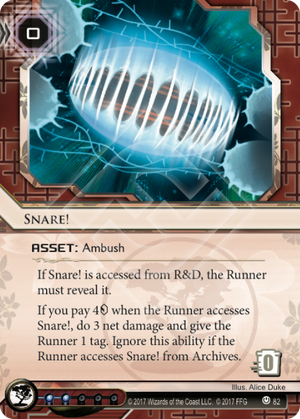 0
SNARE!
ASSET: Ambush
If Snare! is accessed from R&D, the Runner
must reveal it.
If you pay 4 when the Runner accesses
Snare!, do 3 net damage and give the
Runner 1 tag. Ignore this ability if the
Runner accesses Snare! from Archives.
0
Illus. Alice Duke
© 2017 Wizards of the Coast LLC. © 2017 FFG
82